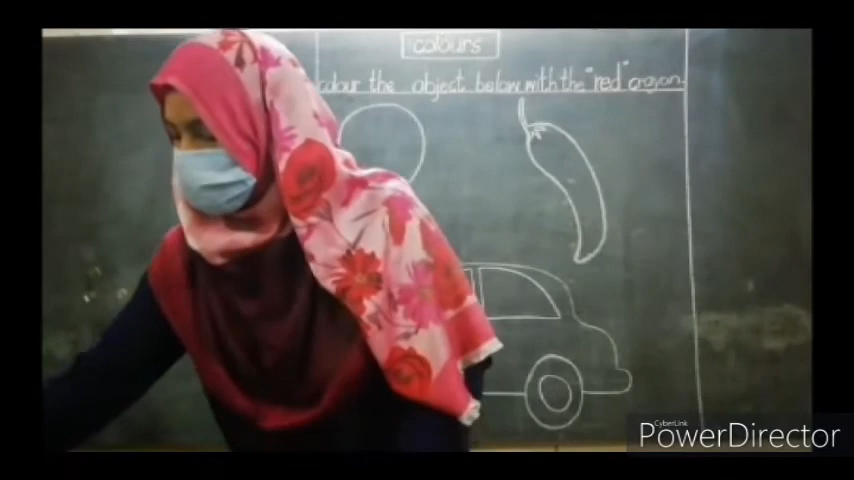 colours
colour the object below with the "red" crayon.
CyberLink
PowerDirector